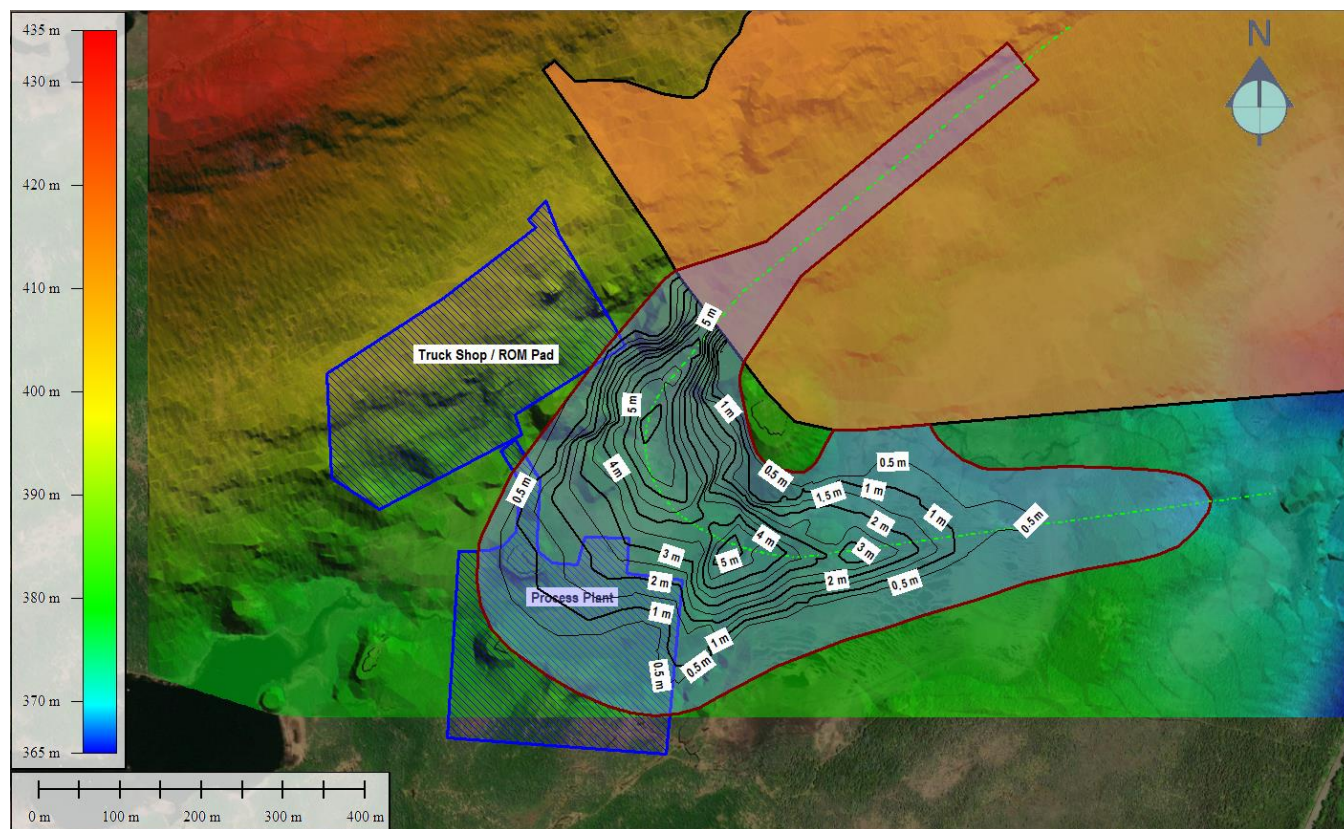 435 m
430 m
420 m
410 m
400 m
390 m
380 m
370 m
365 m
N
5 m
Truck Shop / ROM Pad
5 m
1 m
4 m
0.5 m
0.5 m
0.5 m
1,5 m
1 m
1 m
2 m
0.5 m
4 m
3 m
3 m
5 m
2 m
2 m
0,5 m
Process Plant
1 m
1 m
0.5 m
0.5 m
0 m 100 m 200 m 300 m 400 m